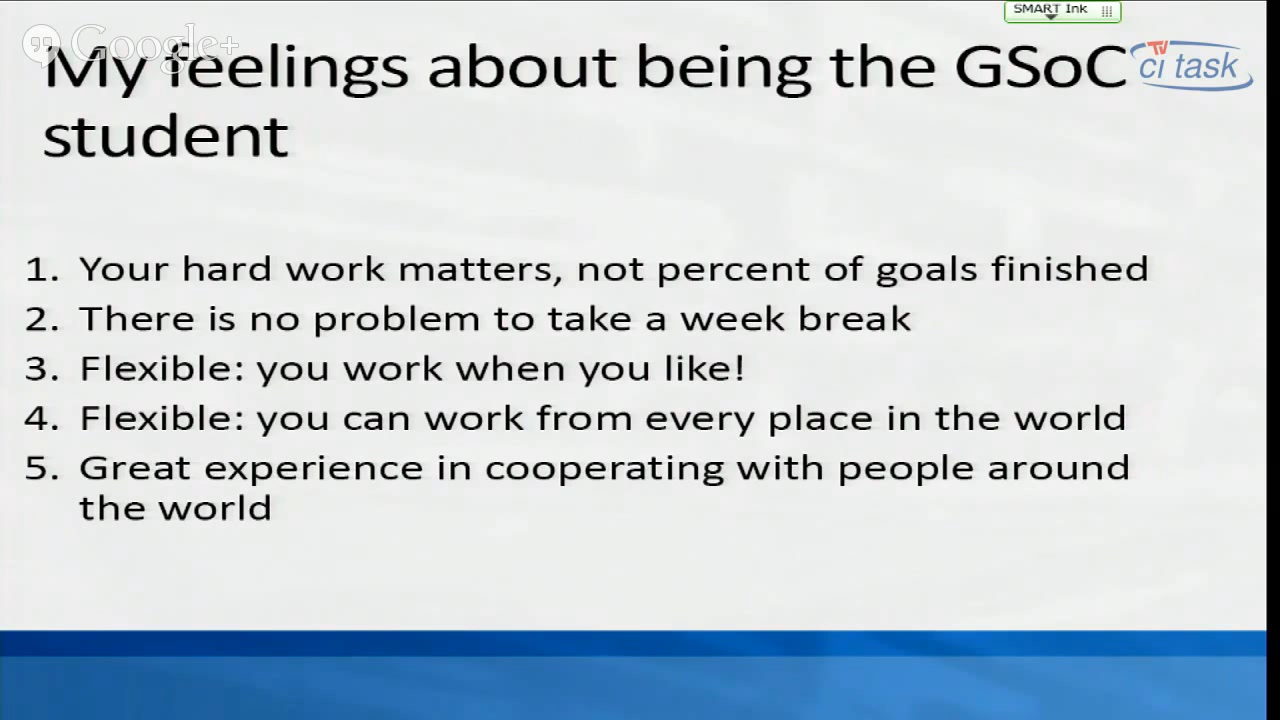 SMART Ink
Google+
My feelings about being the GSoC
TV
ci task
student
1. Your hard work matters, not percent of goals finished
2. There is no problem to take a week break
3. Flexible: you work when you like!
4. Flexible: you can work from every place in the world
5. Great experience in cooperating with people around
the world